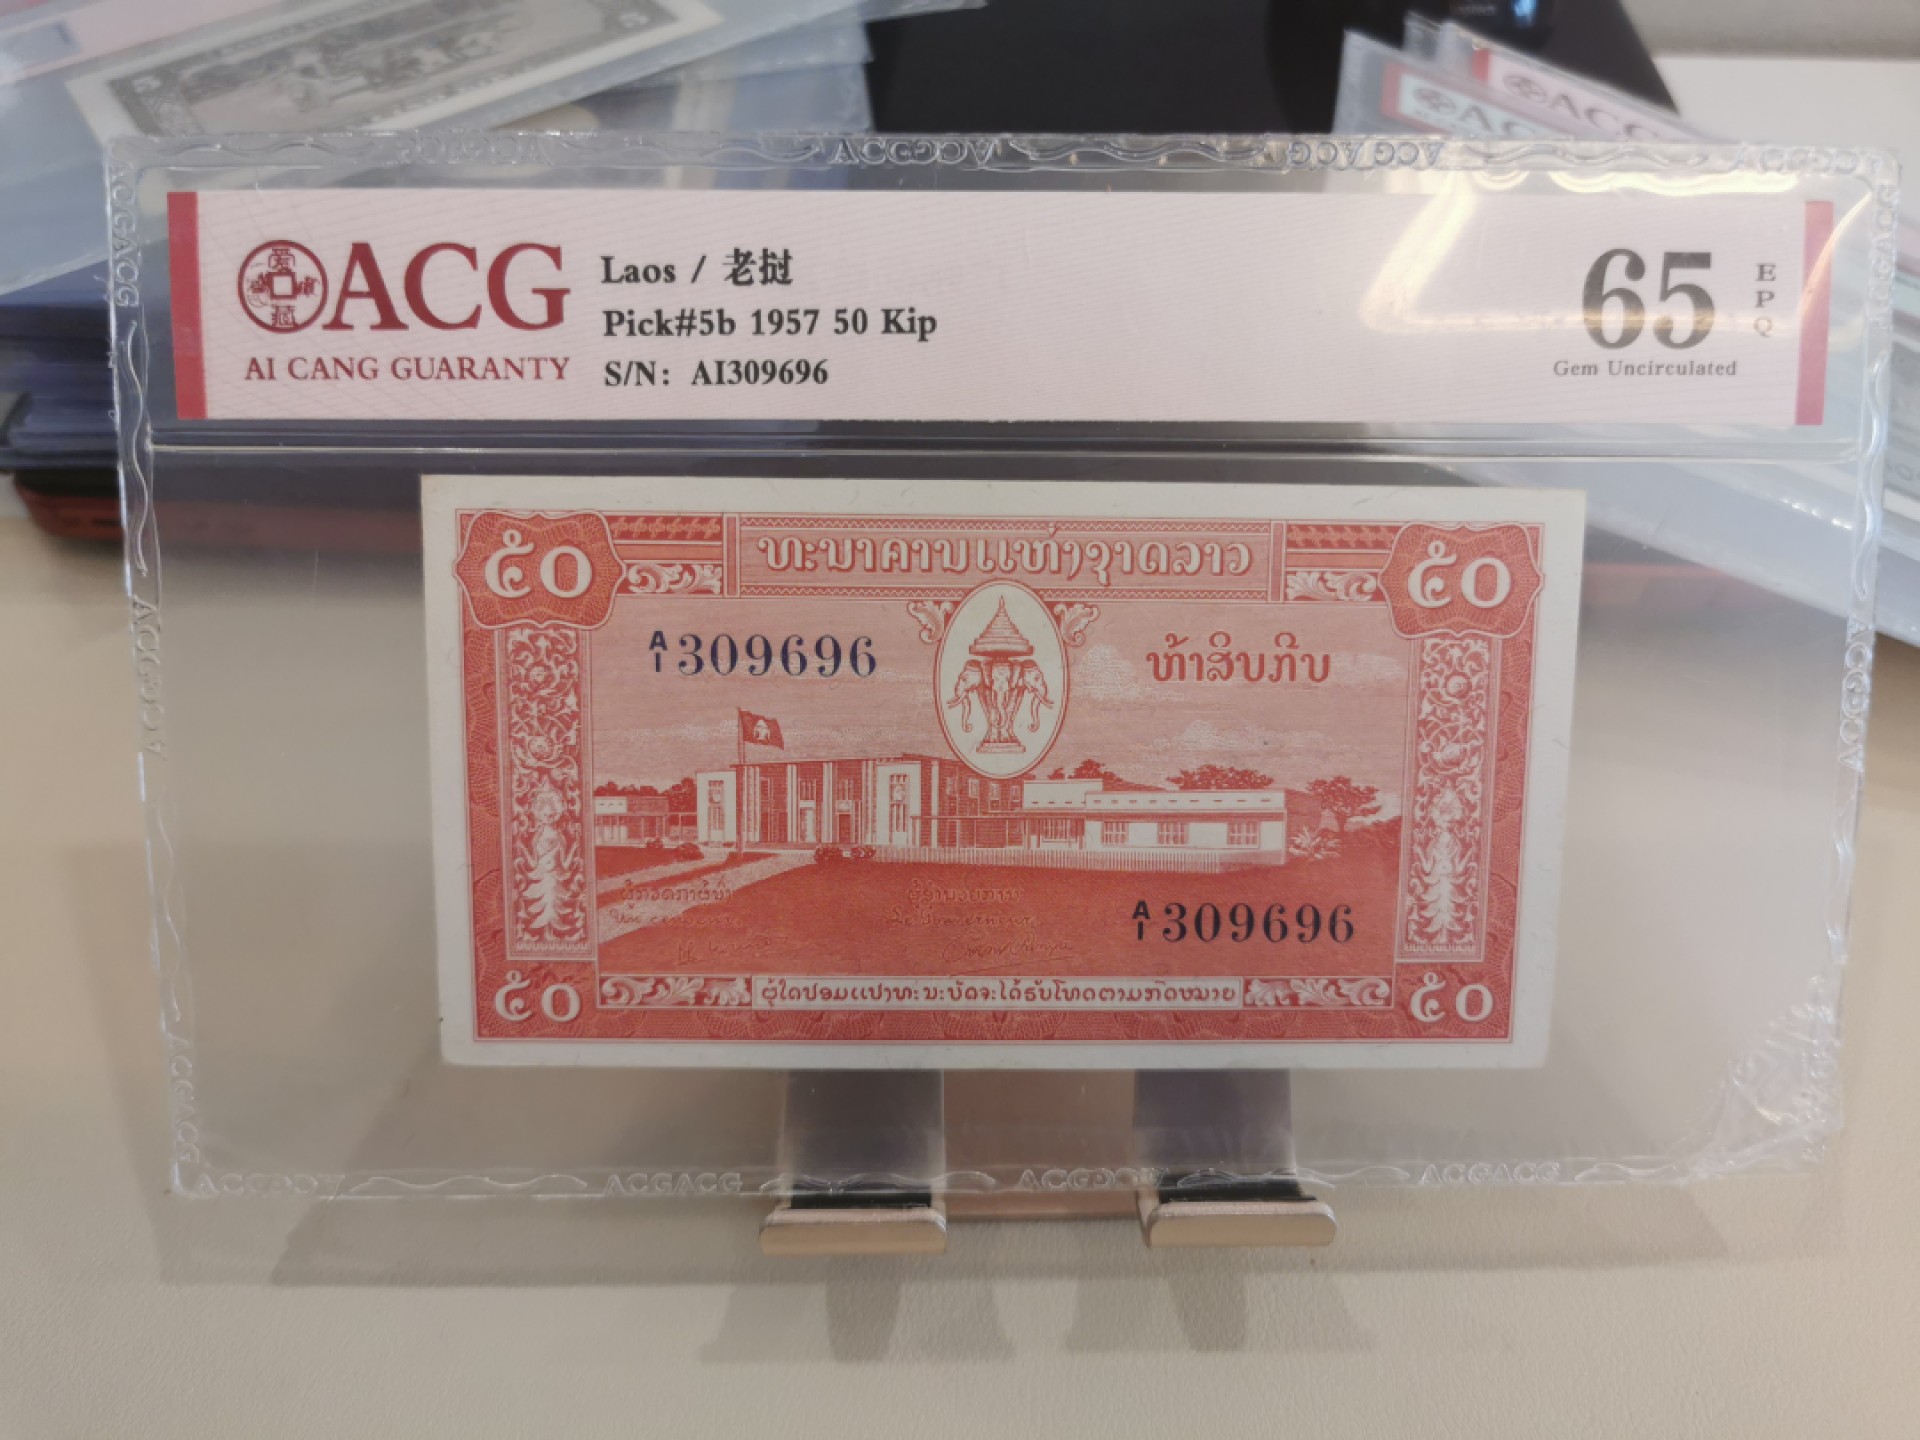 ACG
AI CANG GUARANTY
Laos / 老挝
Pick#5b 1957 50 Kip
S/N: AI309696
65
EPQ
Gem Uncirculated
໕໐ ທະນາຄານແຫ່ງຊາດລາວ ໕໐
A/1 309696
ຫ້າສິບກີບ
Un censeur,
Le Gouverneur,
A/1 309696
໕໐ ຜູ້ໃດປອມແປງທະນະບັດຈະໄດ້ຮັບໂທດຕາມກົດໝາຍ ໕໐